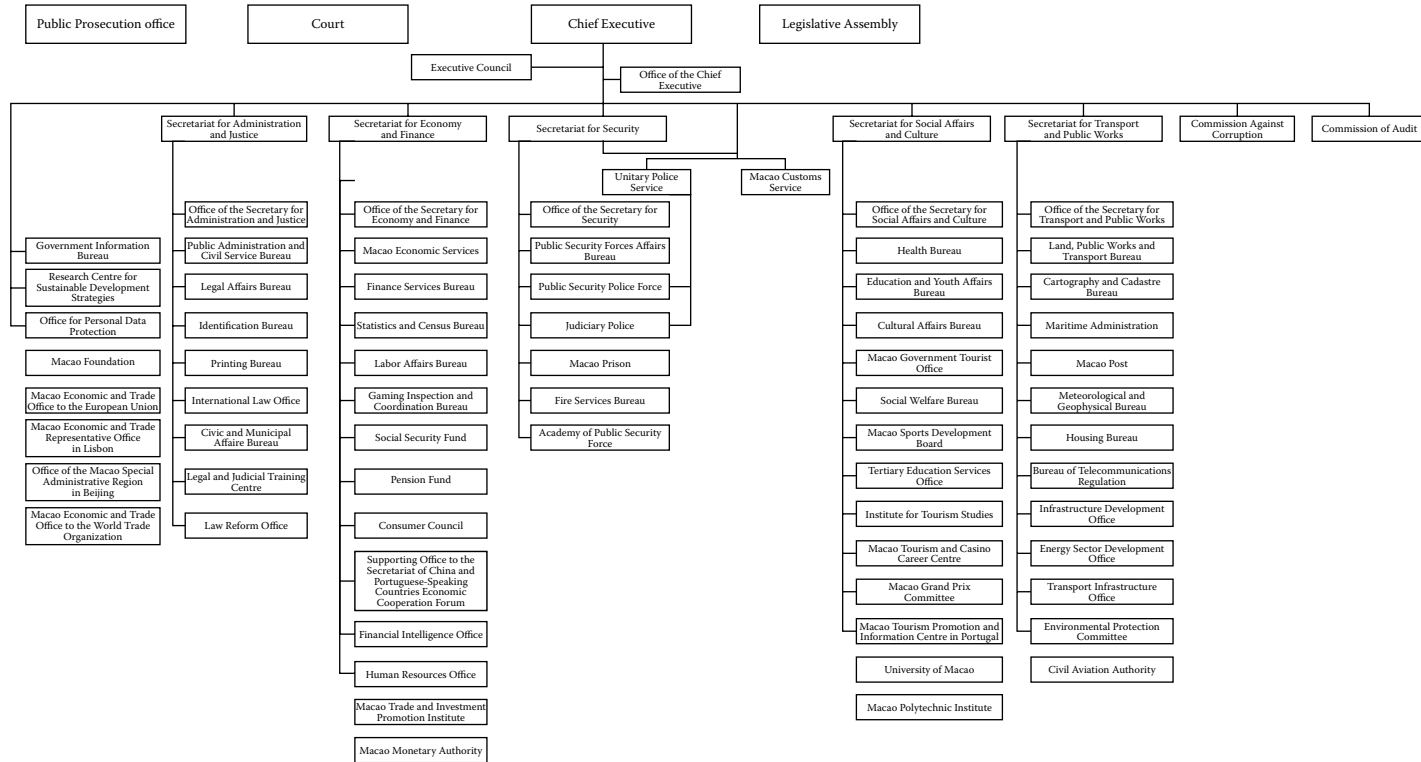 Public Prosecution office
Court
Chief Executive
Legislative Assembly
Executive Council
Office of the Chief
Executive
Secretariat for Administration
and Justice
Secretariat for Economy
and Finance
Secretariat for Security
Secretariat for Social Affairs
and Culture
Secretariat for Transport
and Public Works
Commission Against
Corruption
Commission of Audit
Unitary Police
Service
Macao Customs
Service
Government Information
Bureau
Research Centre for
Sustainable Development
Strategies
Office for Personal Data
Protection
Macao Foundation
Macao Economic and Trade
Office to the European Union
Macao Economic and Trade
Representative Office
in Lisbon
Office of the Macao Special
Administrative Region
in Beijing
Macao Economic and Trade
Office to the World Trade
Organization
Office of the Secretary for
Administration and Justice
Public Administration and
Civil Service Bureau
Legal Affairs Bureau
Identification Bureau
Printing Bureau
International Law Office
Civic and Municipal
Affaire Bureau
Legal and Judicial Training
Centre
Law Reform Office
Office of the Secretary for
Economy and Finance
Macao Economic Services
Finance Services Bureau
Statistics and Census Bureau
Labor Affairs Bureau
Gaming Inspection and
Coordination Bureau
Social Security Fund
Pension Fund
Consumer Council
Supporting Office to the
Secretariat of China and
Portuguese-Speaking
Countries Economic
Cooperation Forum
Financial Intelligence Office
Human Resources Office
Macao Trade and Investment
Promotion Institute
Macao Monetary Authority
Office of the Secretary for
Security
Public Security Forces Affairs
Bureau
Public Security Police Force
Judiciary Police
Macao Prison
Fire Services Bureau
Academy of Public Security
Force
Office of the Secretary for
Social Affairs and Culture
Health Bureau
Education and Youth Affairs
Bureau
Cultural Affairs Bureau
Macao Government Tourist
Office
Social Welfare Bureau
Macao Sports Development
Board
Tertiary Education Services
Office
Institute for Tourism Studies
Macao Tourism and Casino
Career Centre
Macao Grand Prix
Committee
Macao Tourism Promotion and
Information Centre in Portugal
University of Macao
Macao Polytechnic Institute
Office of the Secretary for
Transport and Public Works
Land, Public Works and
Transport Bureau
Cartography and Cadastre
Bureau
Maritime Administration
Macao Post
Meteorological and
Geophysical Bureau
Housing Bureau
Bureau of Telecommunications
Regulation
Infrastructure Development
Office
Energy Sector Development
Office
Transport Infrastructure
Office
Environmental Protection
Committee
Civil Aviation Authority